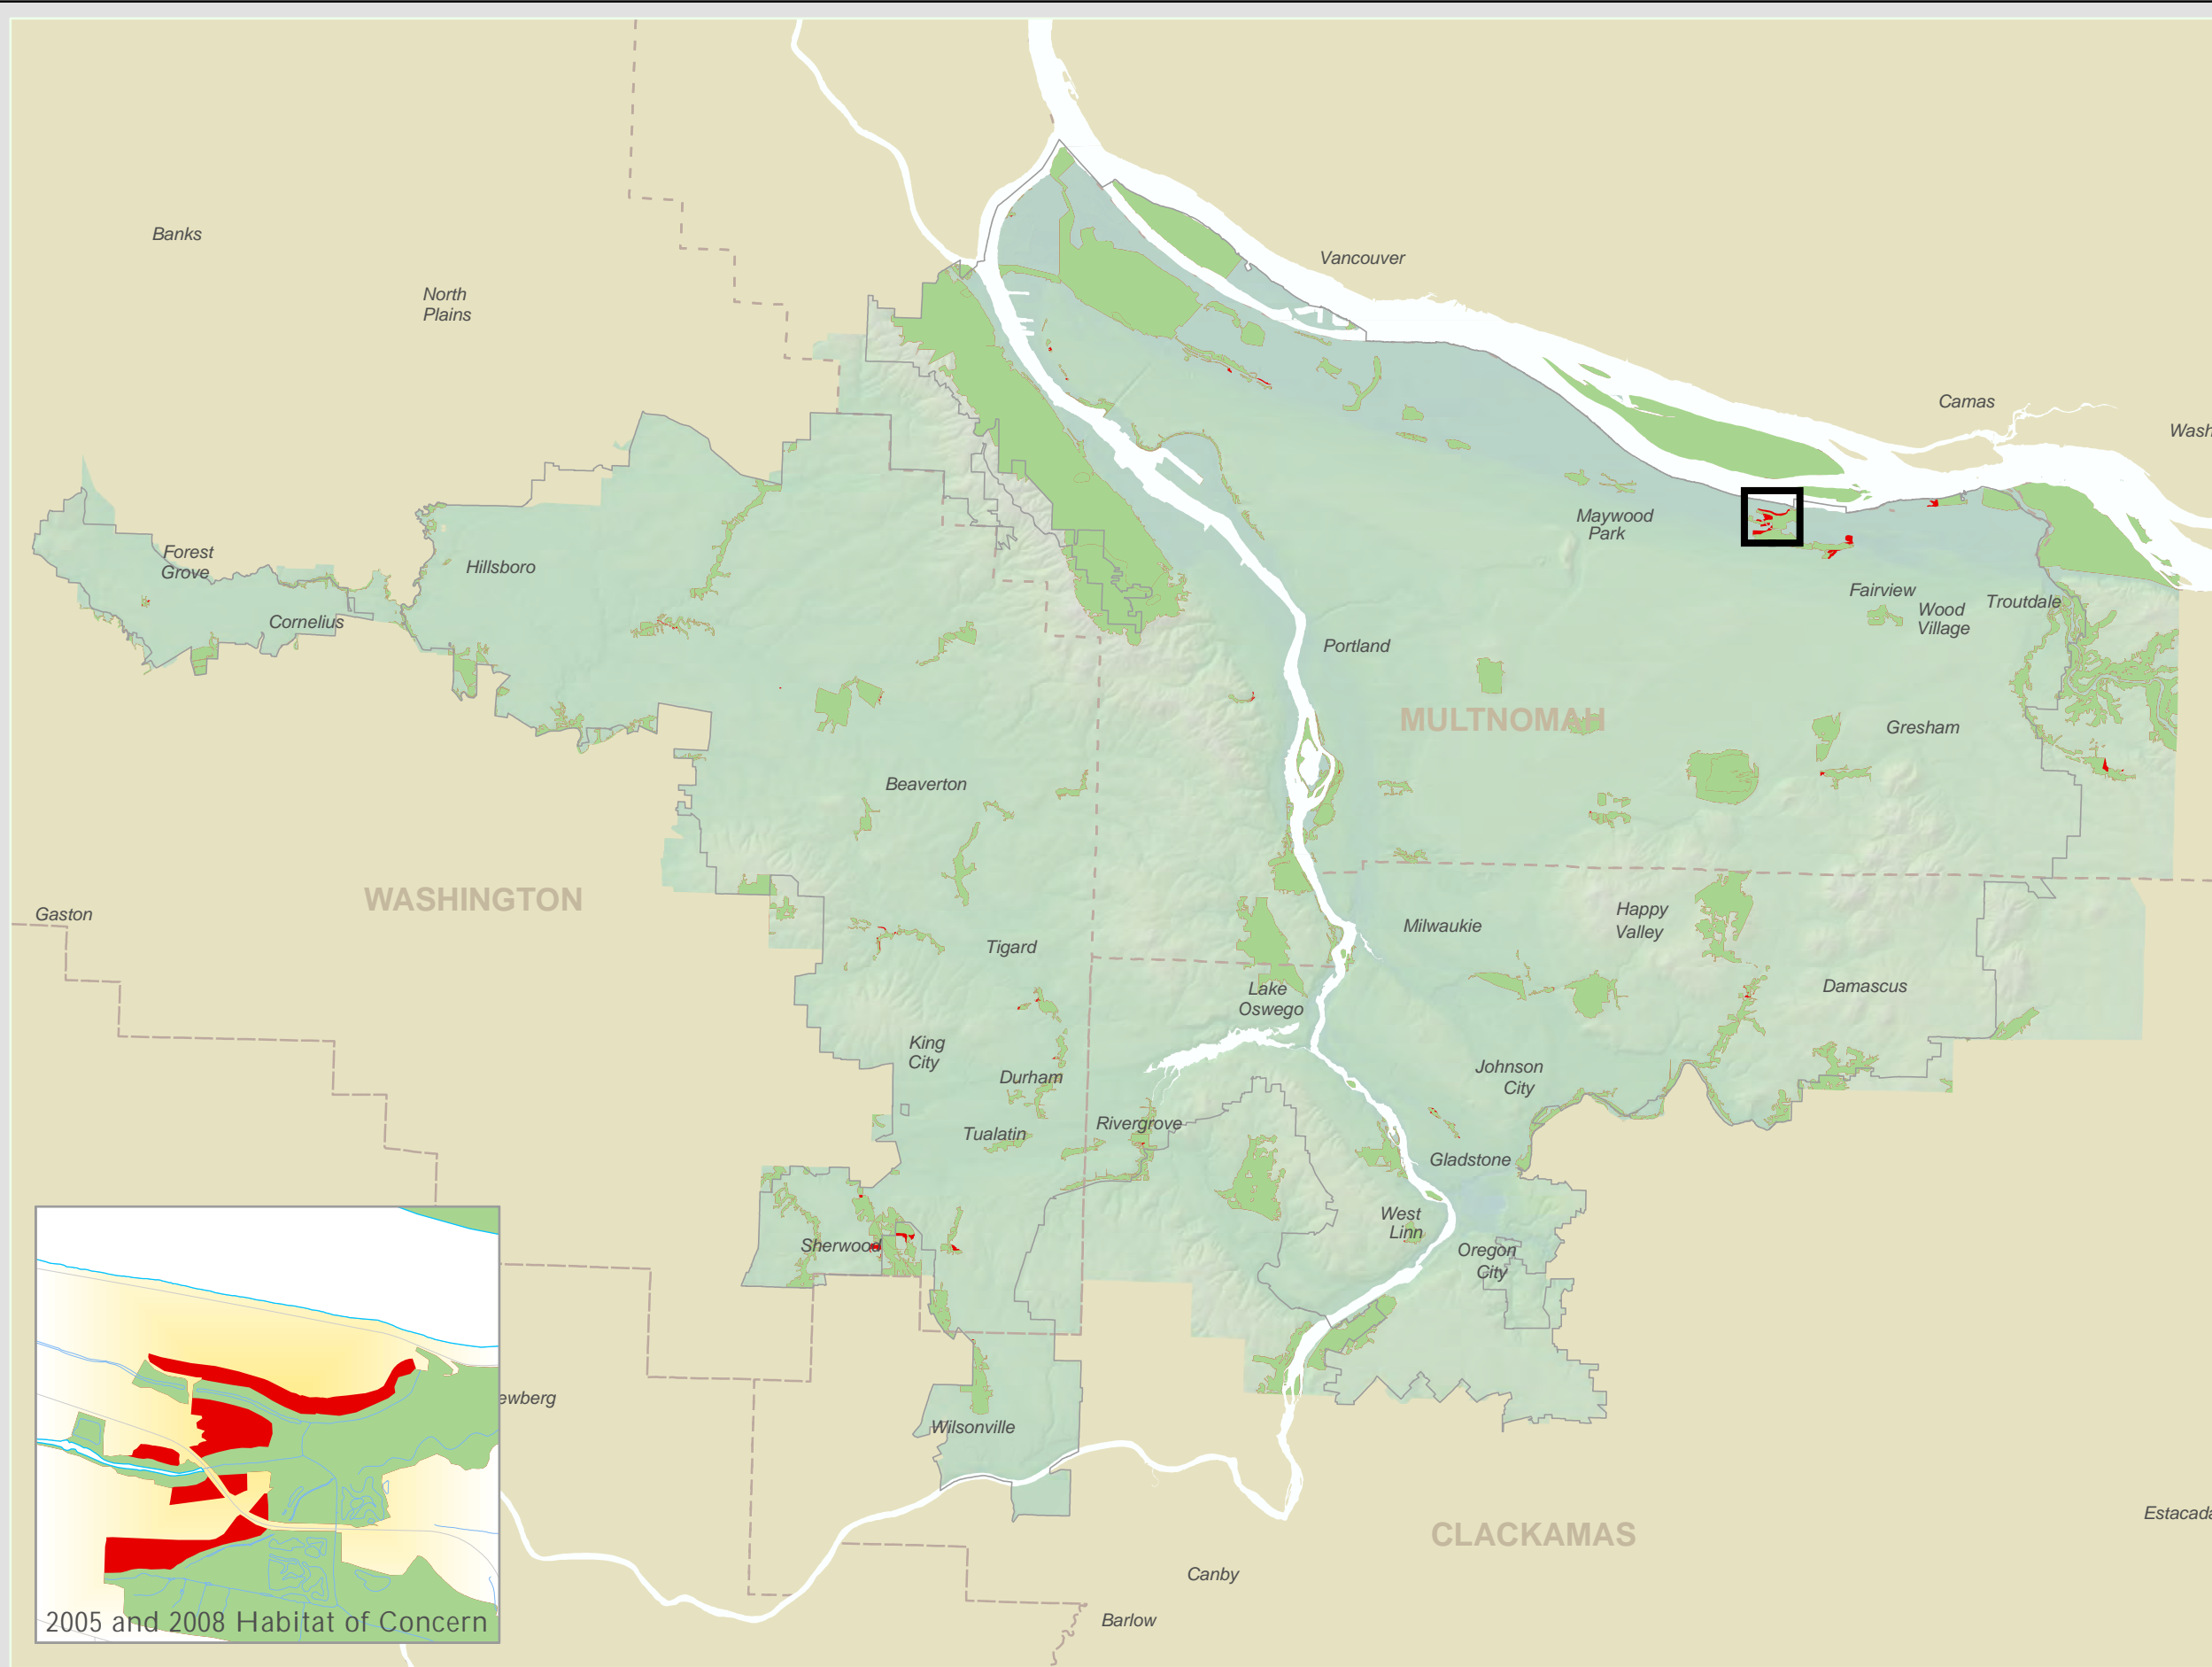 Banks
North
Plains
Vancouver
Camas
Wash
Forest
Grove
Hillsboro
Cornelius
Maywood
Park
Fairview
Wood
Village
Troutdale
Portland
MULTNOMAH
Gresham
Beaverton
WASHINGTON
Gaston
Tigard
Milwaukie
Happy
Valley
Damascus
Lake
Oswego
King
City
Durham
Johnson
City
Tualatin
Rivergrove
Gladstone
West
Linn
Sherwood
Oregon
City
ewberg
Wilsonville
Estacada
CLACKAMAS
Canby
Barlow
2005 and 2008 Habitat of Concern